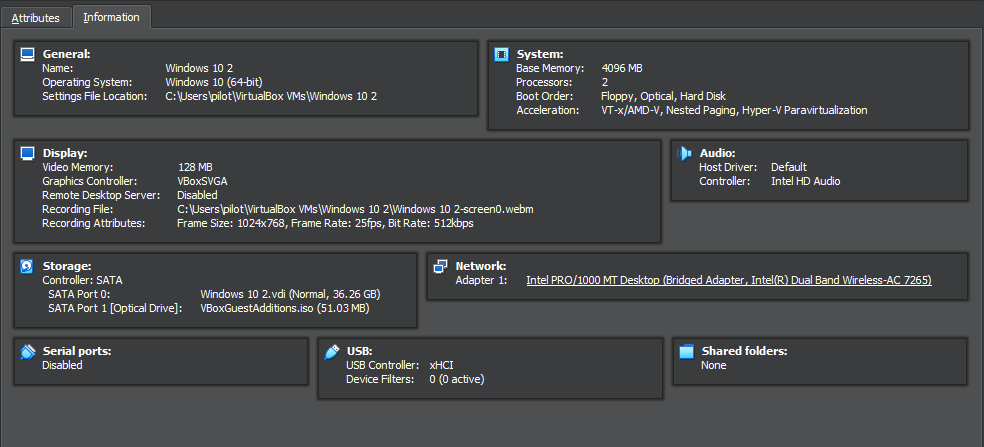 Attributes
Information
General:
Name: Windows 10 2
Operating System: Windows 10 (64-bit)
Settings File Location: C:\Users\pilot\VirtualBox VMs\Windows 10 2
System:
Base Memory: 4096 MB
Processors: 2
Boot Order: Floppy, Optical, Hard Disk
Acceleration: VT-x/AMD-V, Nested Paging, Hyper-V Paravirtualization
Display:
Video Memory: 128 MB
Graphics Controller: VBoxSVGA
Remote Desktop Server: Disabled
Recording File: C:\Users\pilot\VirtualBox VMs\Windows 10 2\Windows 10 2-screen0.webm
Recording Attributes: Frame Size: 1024x768, Frame Rate: 25fps, Bit Rate: 512kbps
Audio:
Host Driver: Default
Controller: Intel HD Audio
Storage:
Controller: SATA
SATA Port 0: Windows 10 2.vdi (Normal, 36.26 GB)
SATA Port 1 [Optical Drive]: VBoxGuestAdditions.iso (51.03 MB)
Network:
Adapter 1: Intel PRO/1000 MT Desktop (Bridged Adapter, Intel(R) Dual Band Wireless-AC 7265)
Serial ports:
Disabled
USB:
USB Controller: xHCI
Device Filters: 0 (0 active)
Shared folders:
None